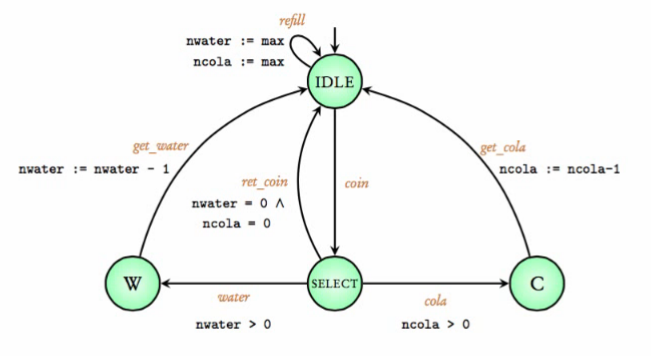 refill
nwater := max
ncola := max
IDLE
get_water
nwater := nwater - 1
get_cola
ncola := ncola-1
ret_coin
coin
nwater = 0 ∧
ncola = 0
W
SELECT
C
water
nwater > 0
cola
ncola > 0